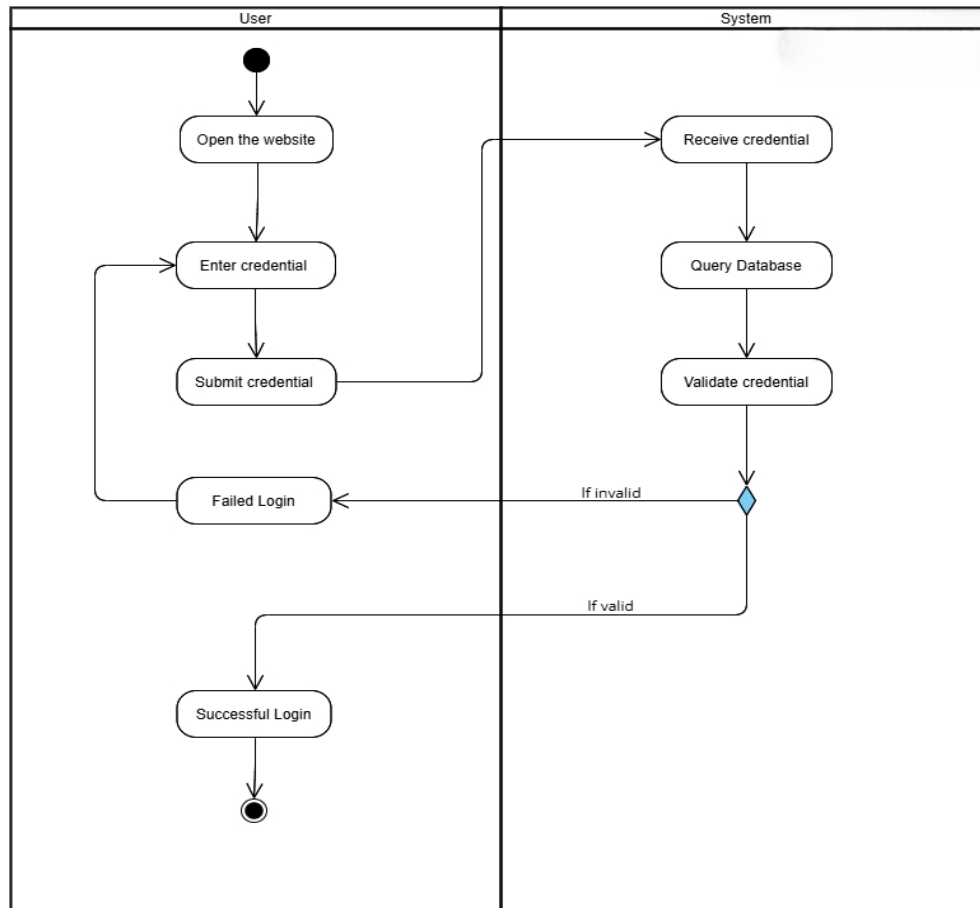 User
System
Open the website
Receive credential
Enter credential
Query Database
Submit credential
Validate credential
Failed Login
If invalid
If valid
Successful Login